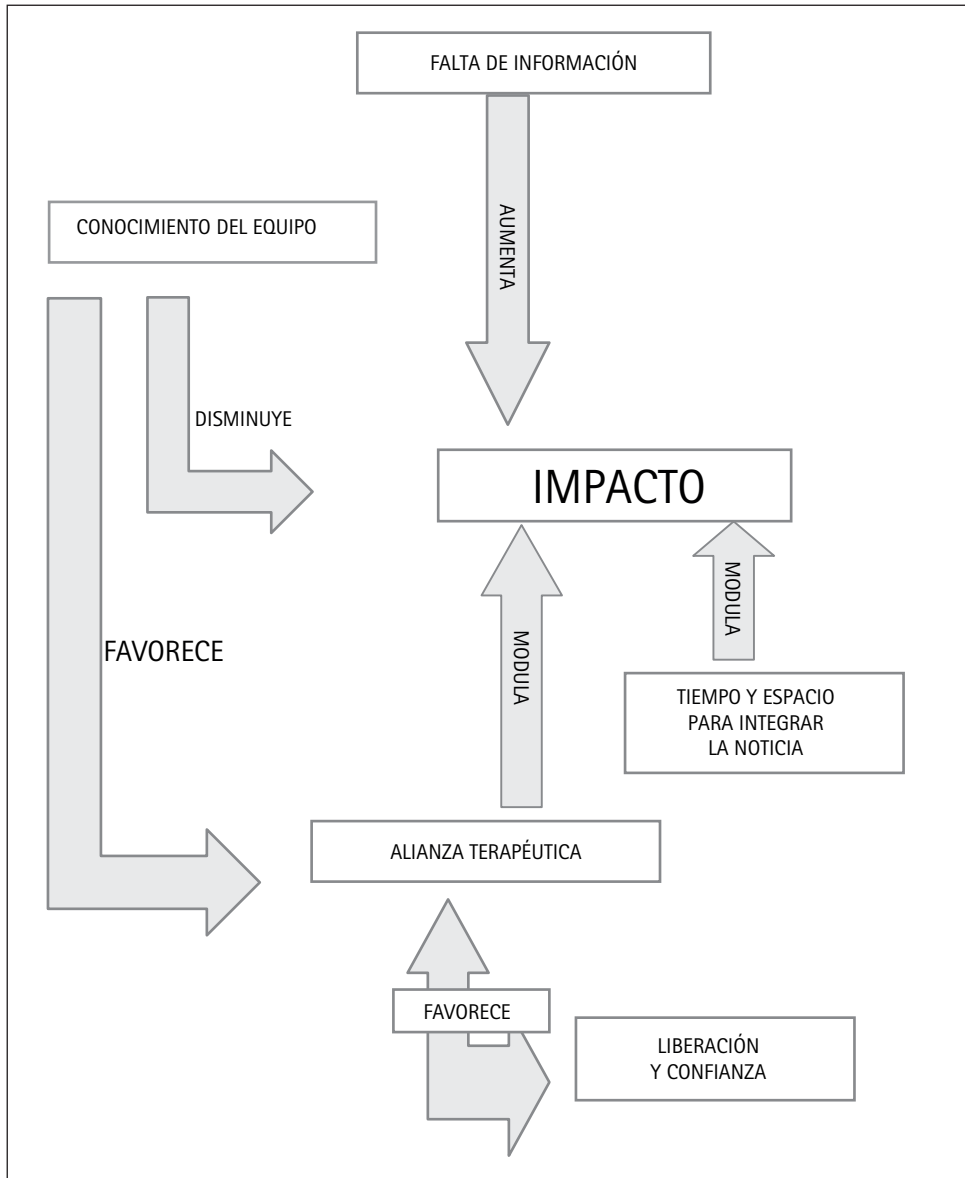 FALTA DE INFORMACIÓN
AUMENTA
CONOCIMIENTO DEL EQUIPO
DISMINUYE
IMPACTO
FAVORECE
MODULA
MODULA
TIEMPO Y ESPACIO
PARA INTEGRAR
LA NOTICIA
ALIANZA TERAPÉUTICA
FAVORECE
LIBERACIÓN
Y CONFIANZA